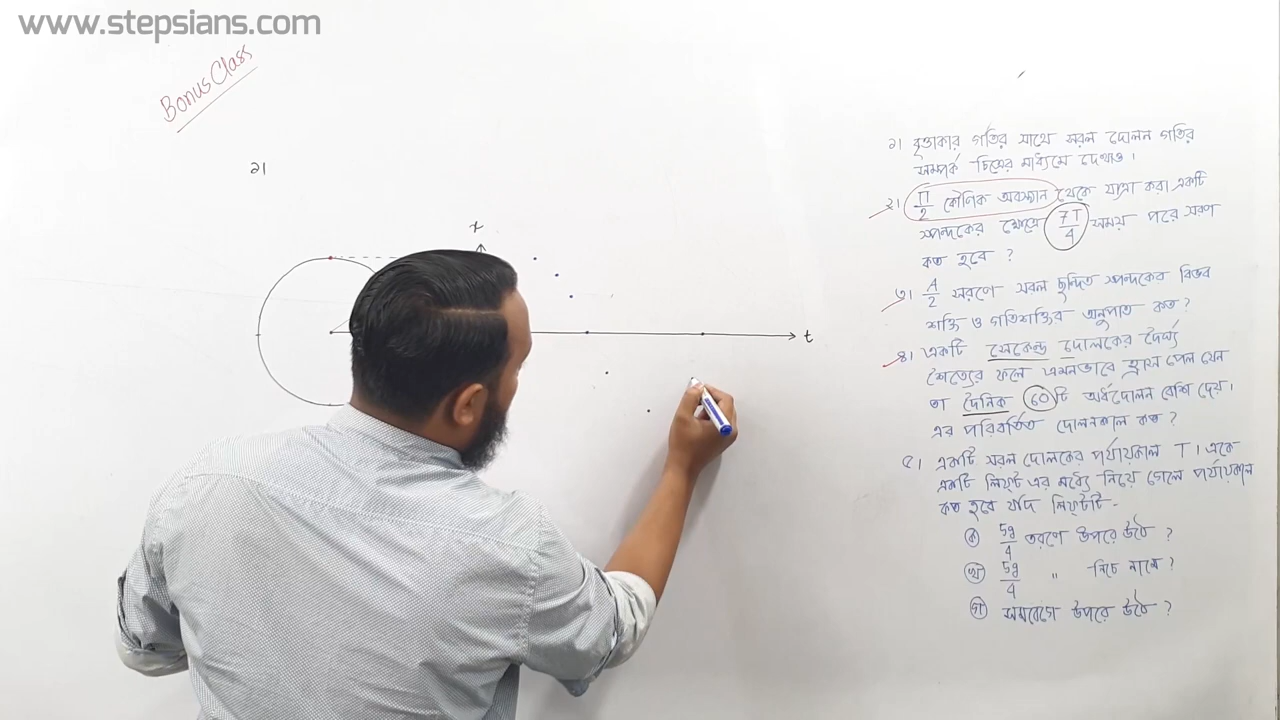 www.stepsians.com
Bonus Class
১।
x
t
১। বৃত্তাকার গতির সাথে সরল দোলন গতির
সম্পর্ক চিত্রের মাধ্যমে দেখাও।
২। π/2 কৌণিক অবস্থান থেকে যাত্রা করা একটি
স্পন্দকের ক্ষেত্রে 7T/4 সময় পরে সরণ
কত হবে ?
৩। A/2 সরণে সরল ছন্দিত স্পন্দকের বিভব
শক্তি ও গতিশক্তির অনুপাত কত?
৪। একটি সেকেন্ড দোলকের দৈর্ঘ্য
শৈত্যের ফলে এমনভাবে হ্রাস পেল যেন
তা দৈনিক 60টি অর্ধদোলন বেশি দেয়।
এর পরিবর্তিত দোলনকাল কত ?
৫। একটি সরল দোলকের পর্যায়কাল T। একে
একটি লিফ্ট এর মধ্যে নিয়ে গেলে পর্যায়কাল
কত হবে যদি লিফ্টটি-
ক 5g/4 ত্বরণে উপরে উঠে ?
খ 5g/4 " নিচে নামে ?
গ সমবেগে উপরে উঠে ?